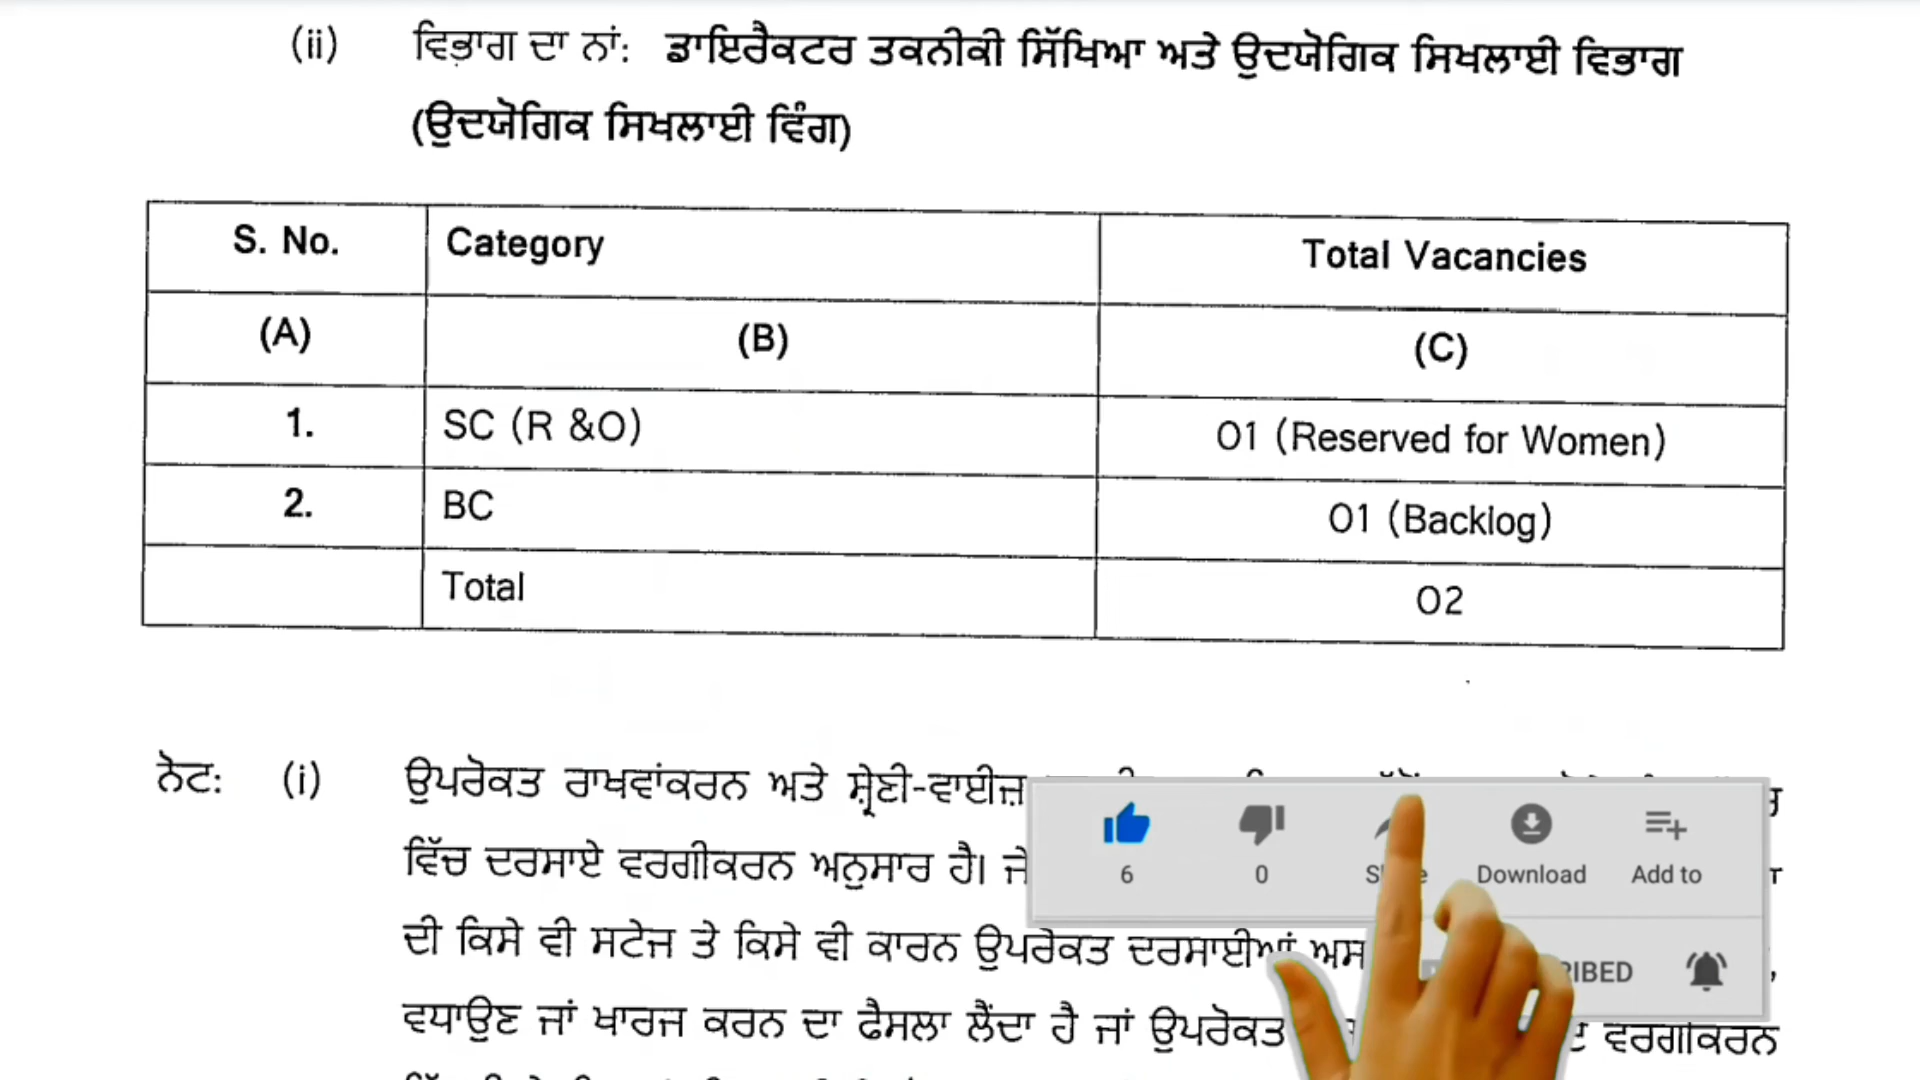 (ii) ਵਿਭਾਗ ਦਾ ਨਾਂ: ਡਾਇਰੈਕਟਰ ਤਕਨੀਕੀ ਸਿੱਖਿਆ ਅਤੇ ਉਦਯੋਗਿਕ ਸਿਖਲਾਈ ਵਿਭਾਗ
(ਉਦਯੋਗਿਕ ਸਿਖਲਾਈ ਵਿੰਗ)
S. No. Category Total Vacancies
(A) (B) (C)
1. SC (R &O) 01 (Reserved for Women)
2. BC 01 (Backlog)
Total 02
ਨੋਟ: (i) ਉਪਰੋਕਤ ਰਾਖਵਾਂਕਰਨ ਅਤੇ ਸ਼੍ਰੇਣੀ-ਵਾਈਜ਼
ਵਿੱਚ ਦਰਸਾਏ ਵਰਗੀਕਰਨ ਅਨੁਸਾਰ ਹੈ। ਜੇ
ਦੀ ਕਿਸੇ ਵੀ ਸਟੇਜ ਤੇ ਕਿਸੇ ਵੀ ਕਾਰਨ ਉਪਰੋਕਤ ਦਰਸਾਈਆਂ
ਵਧਾਉਣ ਜਾਂ ਖਾਰਜ ਕਰਨ ਦਾ ਫੈਸਲਾ ਲੈਂਦਾ ਹੈ ਜਾਂ ਉਪਰੋਕਤ ਵਰਗੀਕਰਨ
6 0 Download Add to